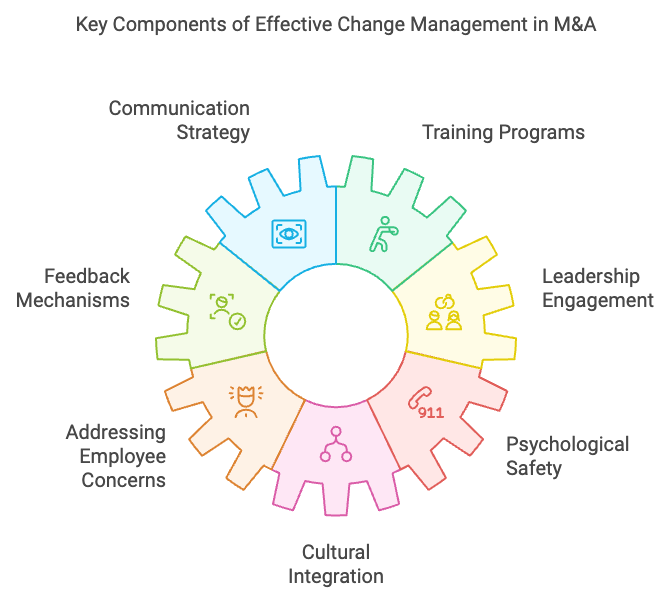 Key Components of Effective Change Management in M&A
Communication
Strategy
Training Programs
Feedback
Mechanisms
Leadership
Engagement
911
Addressing
Employee
Concerns
Psychological
Safety
Cultural
Integration